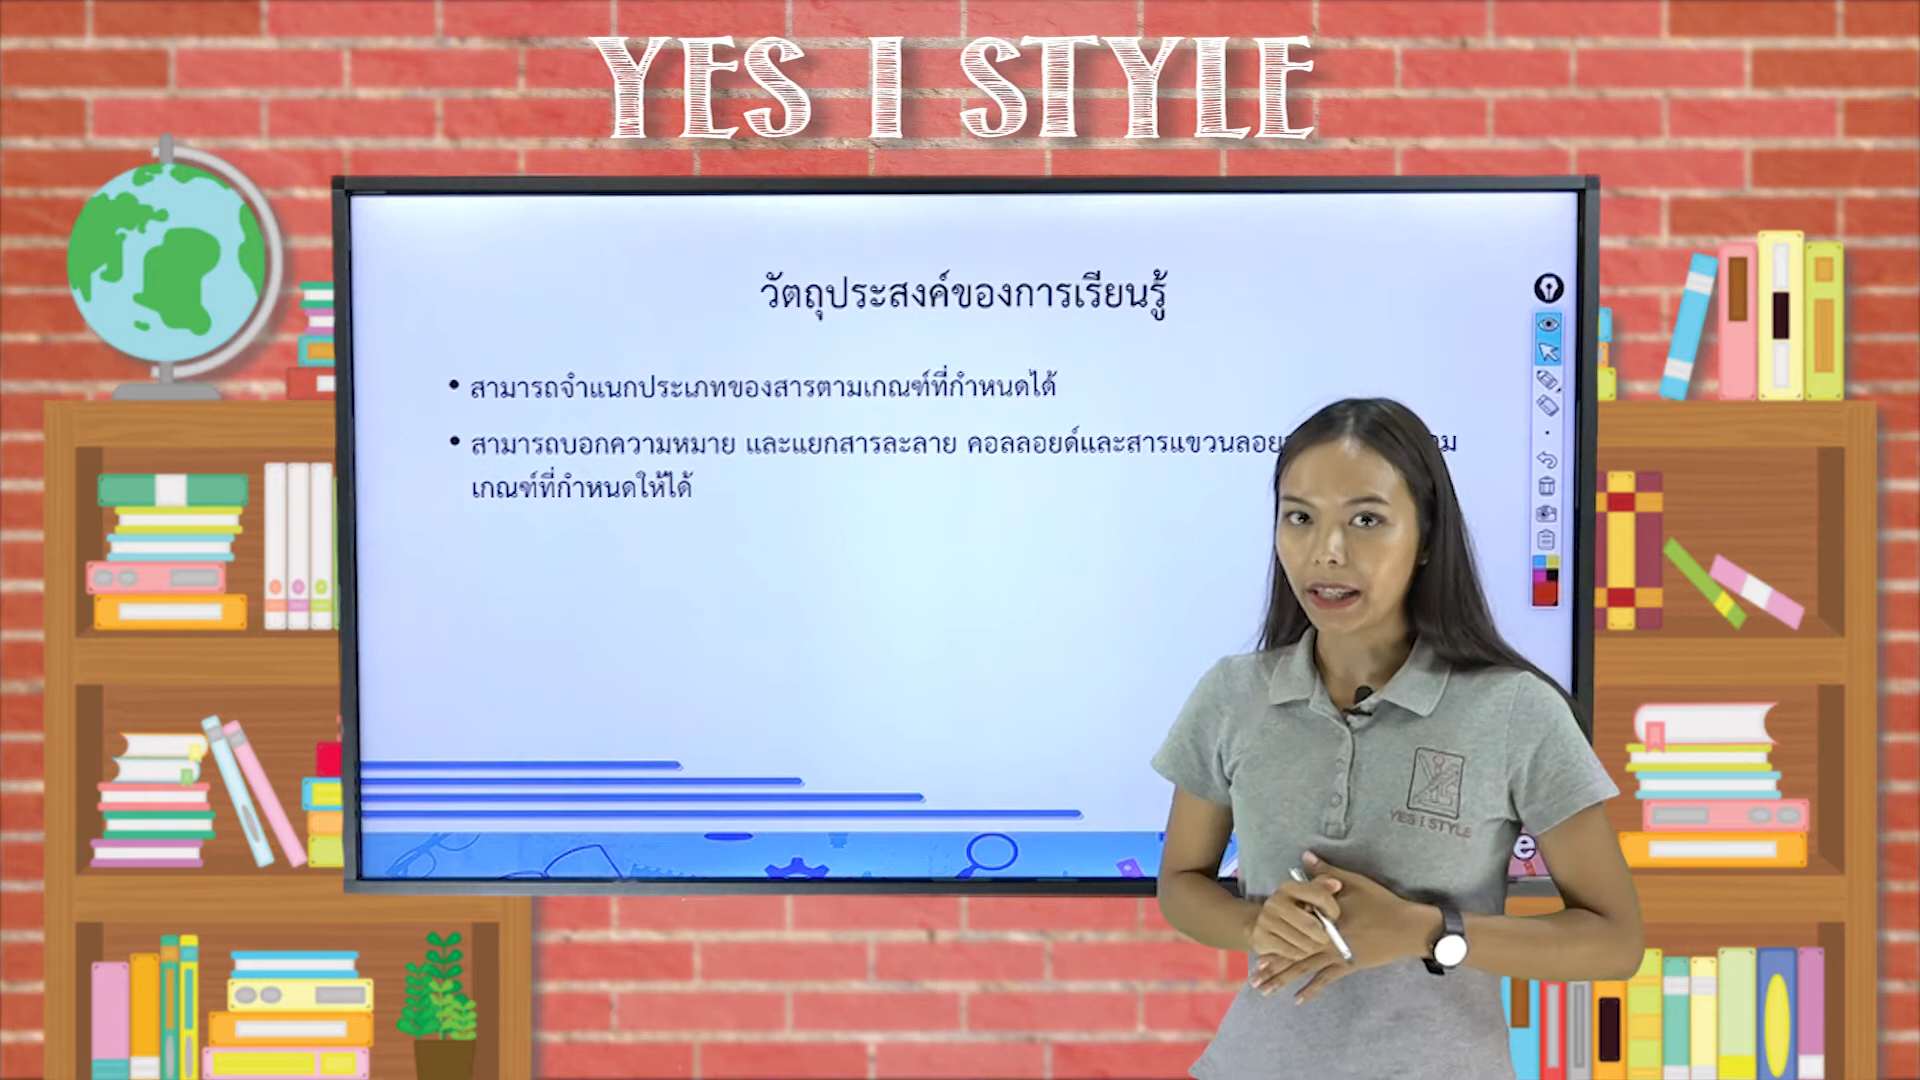 YES I STYLE
วัตถุประสงค์ของการเรียนรู้
• สามารถจำแนกประเภทของสารตามเกณฑ์ที่กำหนดได้
• สามารถบอกความหมาย และแยกสารละลาย คอลลอยด์และสารแขวนลอย
เกณฑ์ที่กำหนดให้ได้
YES I STYLE
e